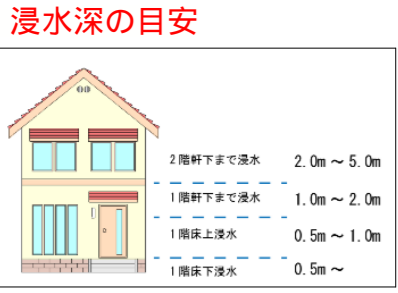 浸水深の目安
2階軒下まで浸水 2.0m ~ 5.0m
1階軒下まで浸水 1.0m ~ 2.0m
1階床上浸水 0.5m ~ 1.0m
1階床下浸水 0.5m ~